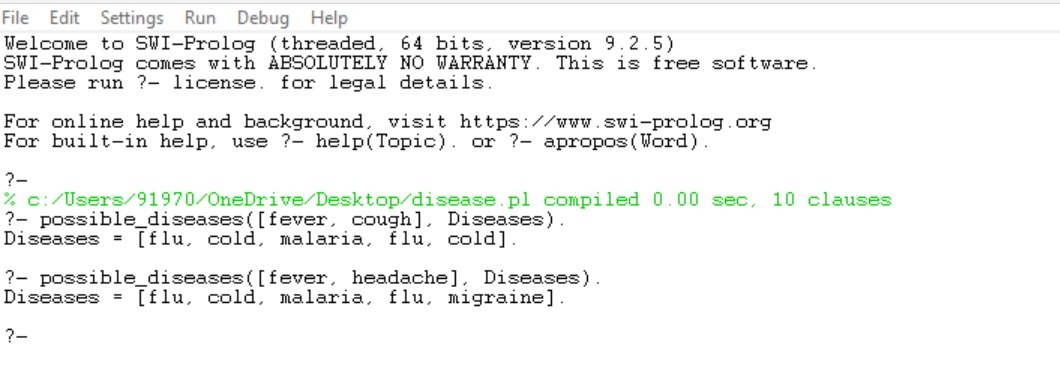 File Edit Settings Run Debug Help
Welcome to SWI-Prolog (threaded, 64 bits, version 9.2.5)
SWI-Prolog comes with ABSOLUTELY NO WARRANTY. This is free software.
Please run ?- license. for legal details.
For online help and background, visit https://www.swi-prolog.org
For built-in help, use ?- help(Topic). or ?- apropos(Word).
?-
% c:/Users/91970/OneDrive/Desktop/disease.pl compiled 0.00 sec, 10 clauses
?- possible_diseases([fever, cough], Diseases).
Diseases = [flu, cold, malaria, flu, cold].
?- possible_diseases([fever, headache], Diseases).
Diseases = [flu, cold, malaria, flu, migraine].
?-